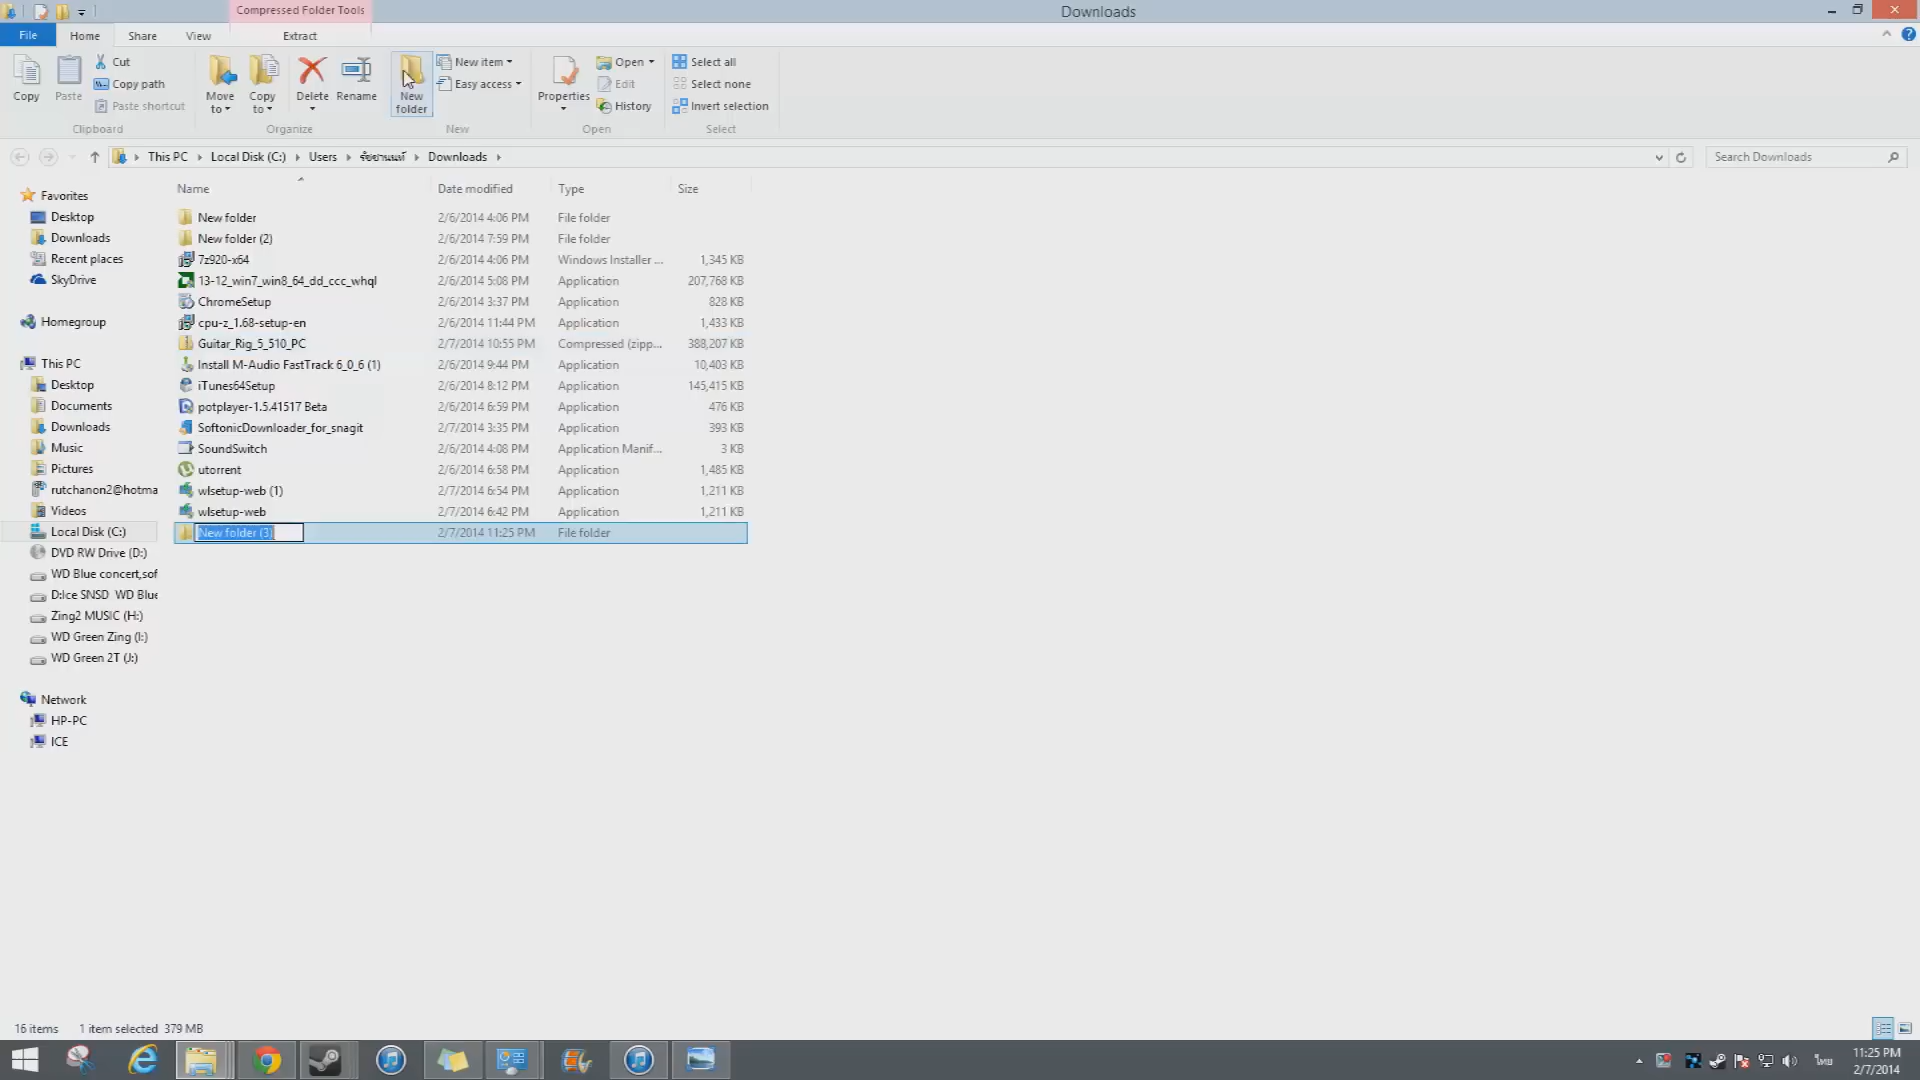 Compressed Folder Tools
Downloads
File
Home
Share
View
Extract
Copy
Paste
Cut
Copy path
Paste shortcut
Clipboard
Move to
Copy to
Delete
Rename
Organize
New folder
New item
Easy access
New
Properties
Open
Edit
History
Open
Select all
Select none
Invert selection
Select
This PC
Local Disk (C:)
Users
Downloads
Search Downloads
Name
Date modified
Type
Size
Favorites
Desktop
Downloads
Recent places
SkyDrive
Homegroup
This PC
Desktop
Documents
Downloads
Music
Pictures
rutchanon2@hotma
Videos
Local Disk (C:)
DVD RW Drive (D:)
WD Blue concert,sof
D:Ice SNSD WD Blue
Zing2 MUSIC (H:)
WD Green Zing (I:)
WD Green 2T (J:)
Network
HP-PC
ICE
New folder 2/6/2014 4:06 PM File folder
New folder (2) 2/6/2014 7:59 PM File folder
7z920-x64 2/6/2014 4:06 PM Windows Installer ... 1,345 KB
13-12_win7_win8_64_dd_ccc_whql 2/6/2014 5:08 PM Application 207,768 KB
ChromeSetup 2/6/2014 3:37 PM Application 828 KB
cpu-z_1.68-setup-en 2/6/2014 11:44 PM Application 1,433 KB
Guitar_Rig_5_510_PC 2/7/2014 10:55 PM Compressed (zipp... 388,207 KB
Install M-Audio FastTrack 6_0_6 (1) 2/6/2014 9:44 PM Application 10,403 KB
iTunes64Setup 2/6/2014 8:12 PM Application 145,415 KB
potplayer-1.5.41517 Beta 2/6/2014 6:59 PM Application 476 KB
SoftonicDownloader_for_snagit 2/7/2014 3:35 PM Application 393 KB
SoundSwitch 2/6/2014 4:08 PM Application Manif... 3 KB
utorrent 2/6/2014 6:58 PM Application 1,485 KB
wlsetup-web (1) 2/7/2014 6:54 PM Application 1,211 KB
wlsetup-web 2/7/2014 6:42 PM Application 1,211 KB
New folder (3) 2/7/2014 11:25 PM File folder
16 items
1 item selected 379 MB
ไทย
11:25 PM
2/7/2014